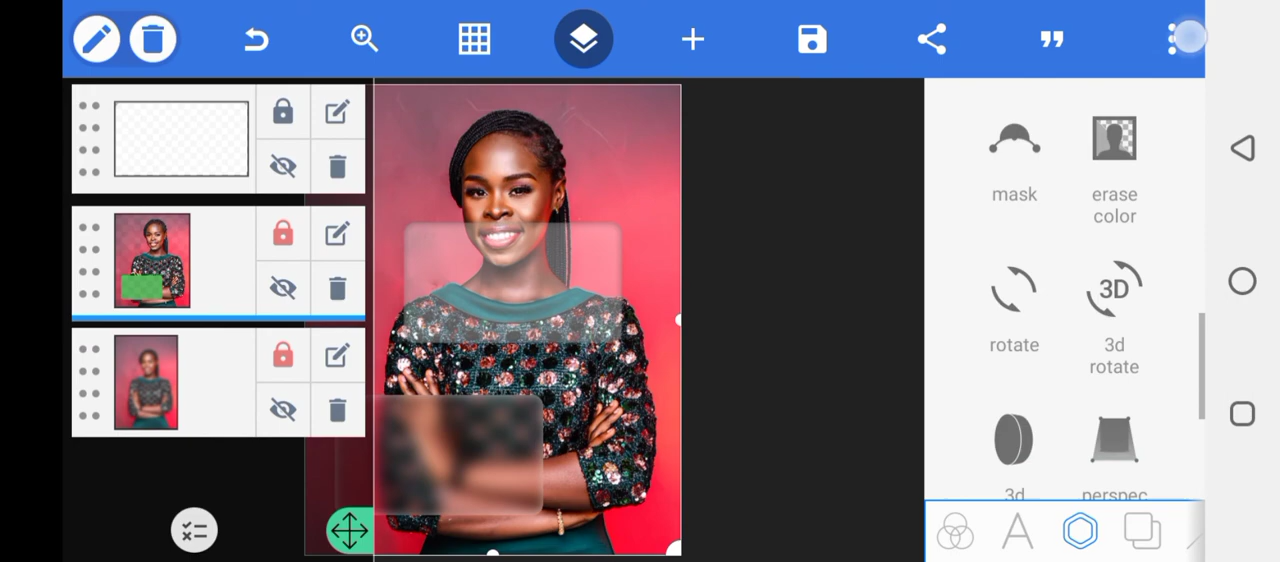 mask
erase
color
rotate
3D
3d
rotate
3d
perspec